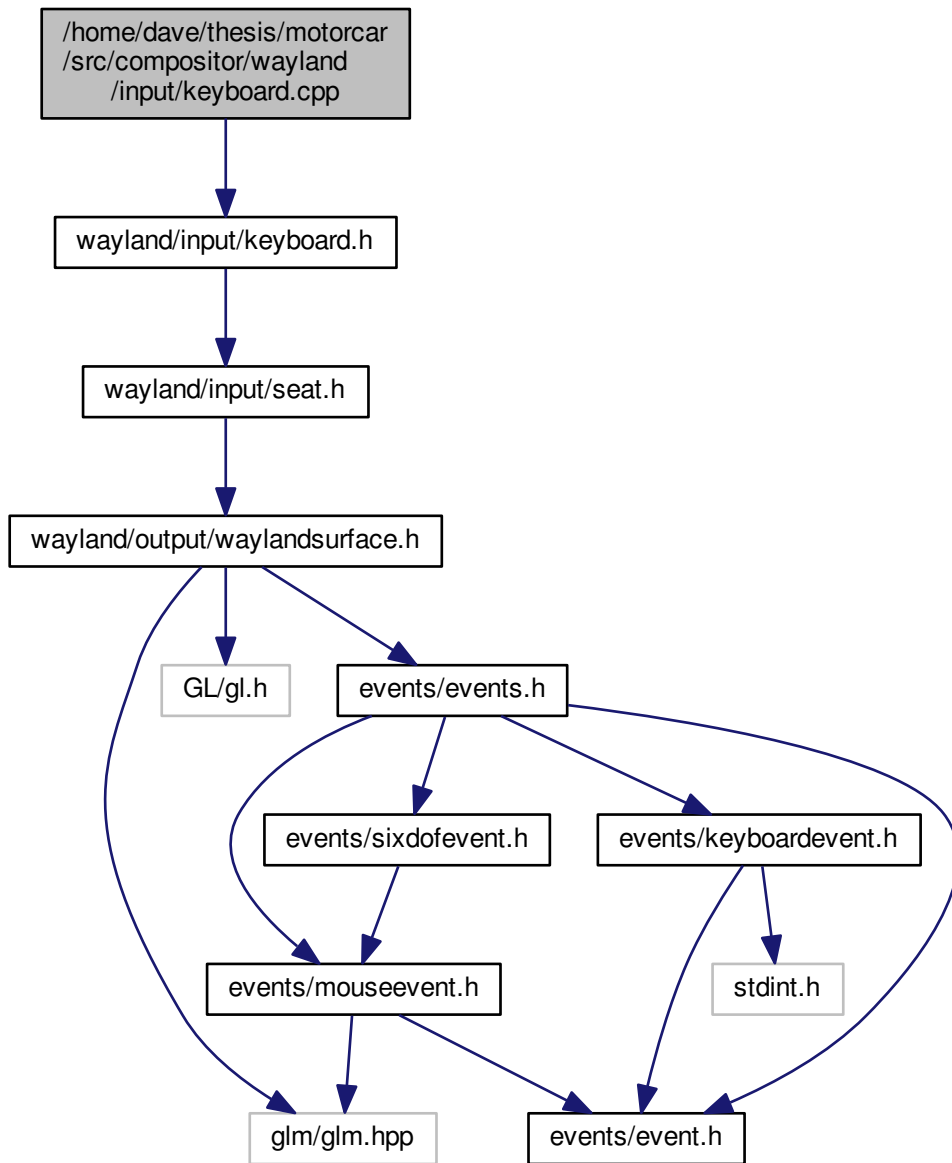 /home/dave/thesis/motorcar
/src/compositor/wayland
/input/keyboard.cpp
wayland/input/keyboard.h
wayland/input/seat.h
wayland/output/waylandsurface.h
GL/gl.h
events/events.h
events/sixdofevent.h
events/keyboardevent.h
events/mouseevent.h
stdint.h
glm/glm.hpp
events/event.h